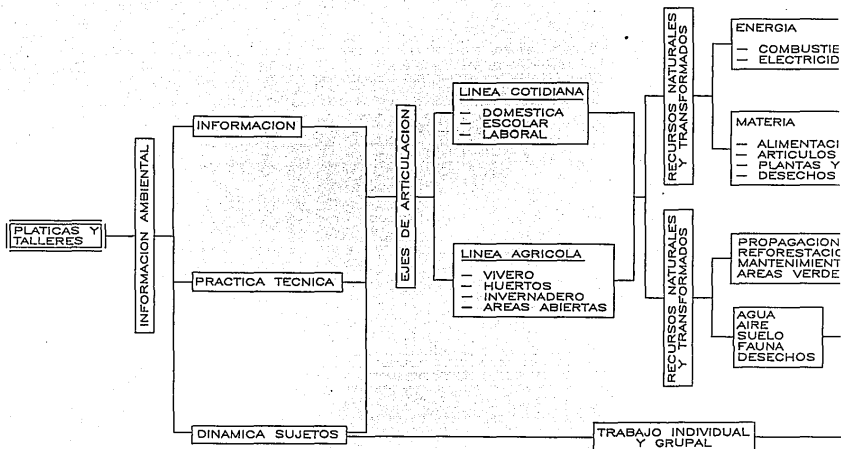 PLATICAS Y
TALLERES
INFORMACION AMBIENTAL
INFORMACION
PRACTICA TECNICA
DINAMICA SUJETOS
EJES DE ARTICULACION
LINEA COTIDIANA
— DOMESTICA
— ESCOLAR
— LABORAL
LINEA AGRICOLA
— VIVERO
— HUERTOS
— INVERNADERO
— AREAS ABIERTAS
RECURSOS NATURALES
Y TRANSFORMADOS
ENERGIA
— COMBUSTIE
— ELECTRICID
MATERIA
— ALIMENTACI
— ARTICULOS
— PLANTAS Y
— DESECHOS
RECURSOS NATURALES
Y TRANSFORMADOS
PROPAGACION
REFORESTACIO
MANTENIMIENT
AREAS VERDE
AGUA
AIRE
SUELO
FAUNA
DESECHOS
TRABAJO INDIVIDUAL
Y GRUPAL